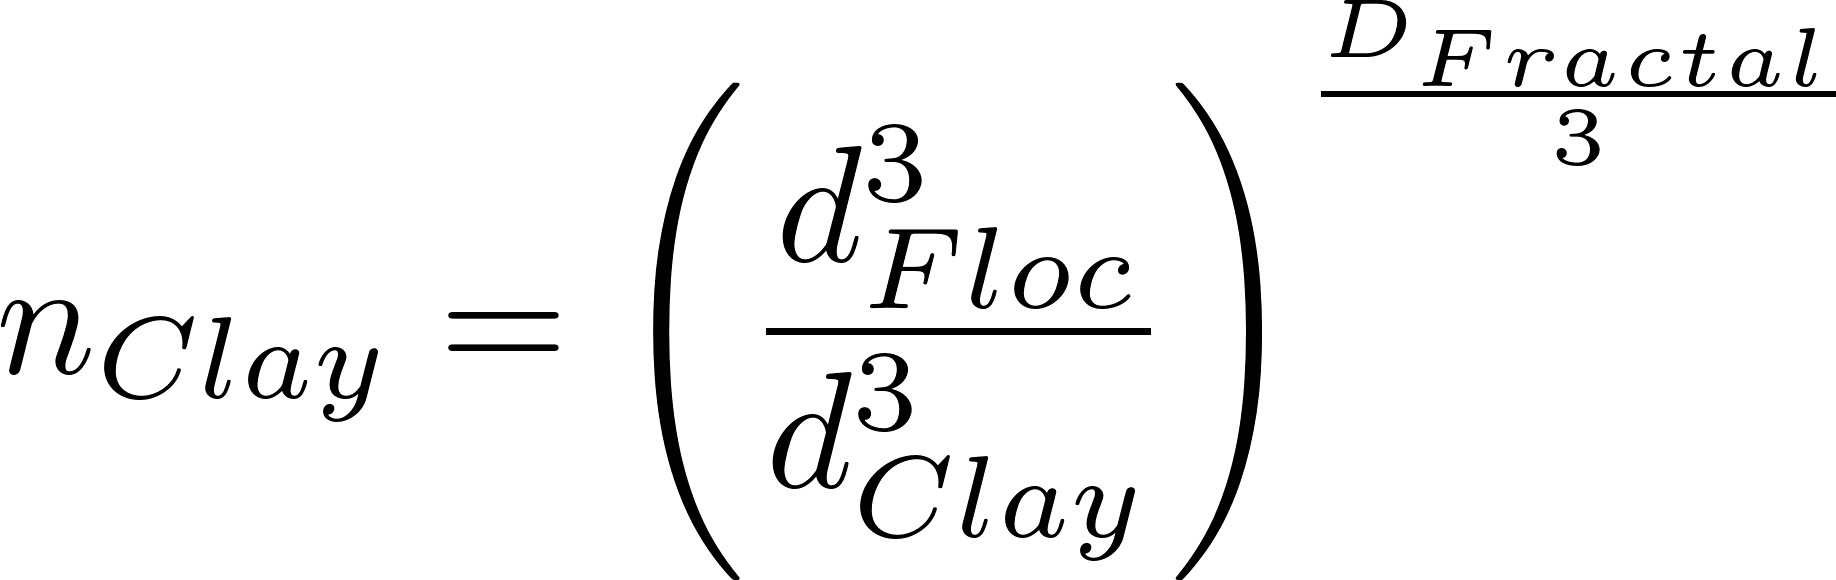 n_{Clay} = \left( \frac{d_{Floc}^3}{d_{Clay}^3} \right)^{\frac{D_{Fractal}}{3}}